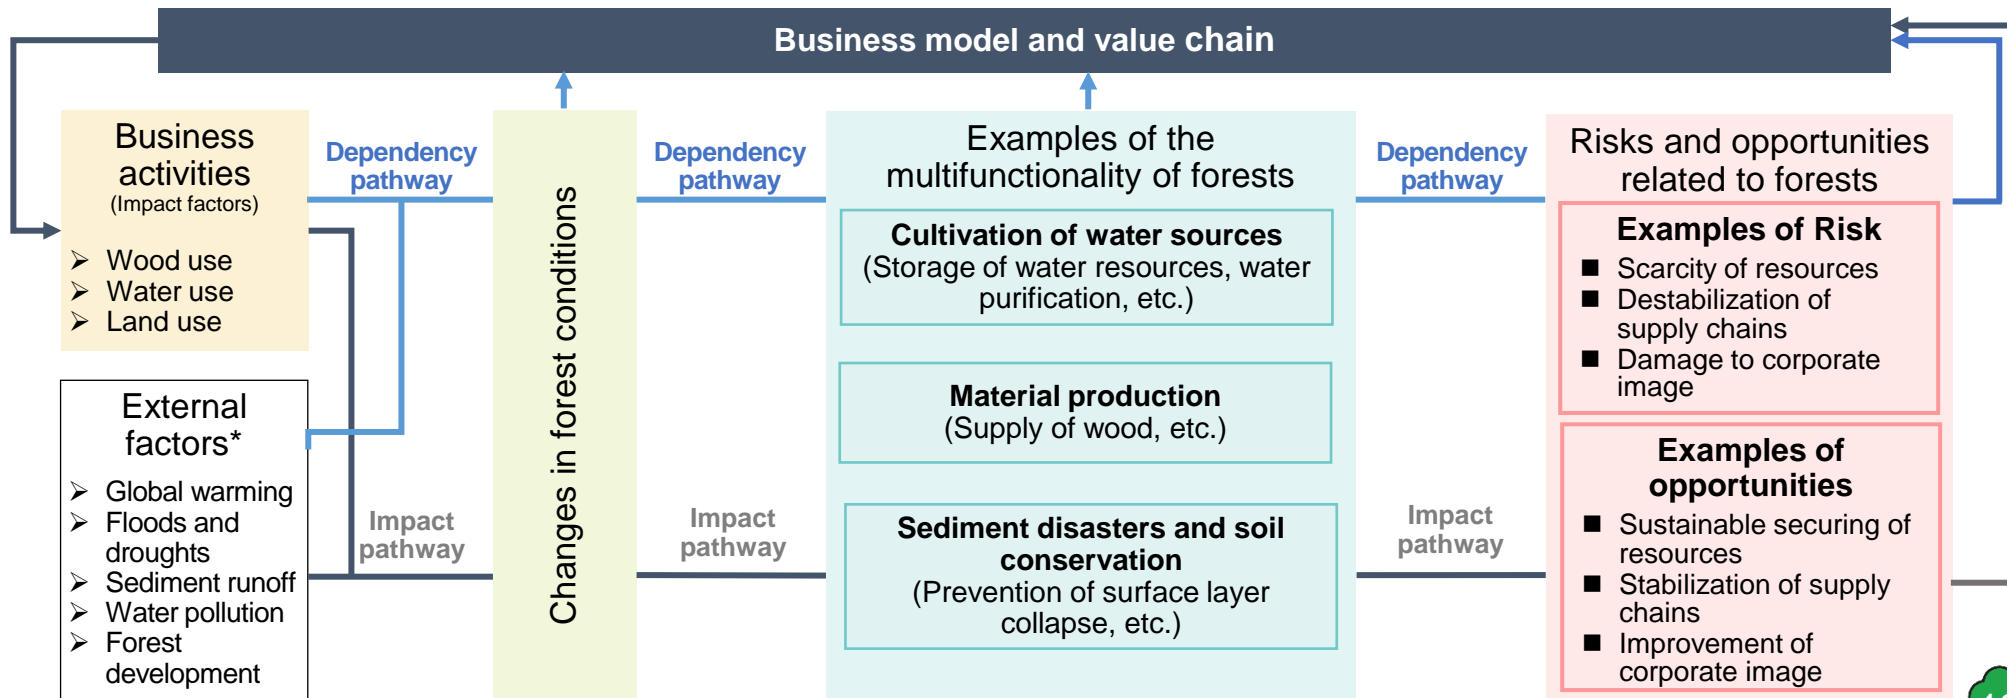 Business model and value chain
Business
activities
(Impact factors)
Wood use
Water use
Land use
External
factors*
Global warming
Floods and
droughts
Sediment runoff
Water pollution
Forest
development
Dependency
pathway
Impact
pathway
Changes in forest conditions
Dependency
pathway
Impact
pathway
Examples of the
multifunctionality of forests
Cultivation of water sources
(Storage of water resources, water
purification, etc.)
Material production
(Supply of wood, etc.)
Sediment disasters and soil
conservation
(Prevention of surface layer
collapse, etc.)
Dependency
pathway
Impact
pathway
Risks and opportunities
related to forests
Examples of Risk
Scarcity of resources
Destabilization of
supply chains
Damage to corporate
image
Examples of
opportunities
Sustainable securing of
resources
Stabilization of supply
chains
Improvement of
corporate image